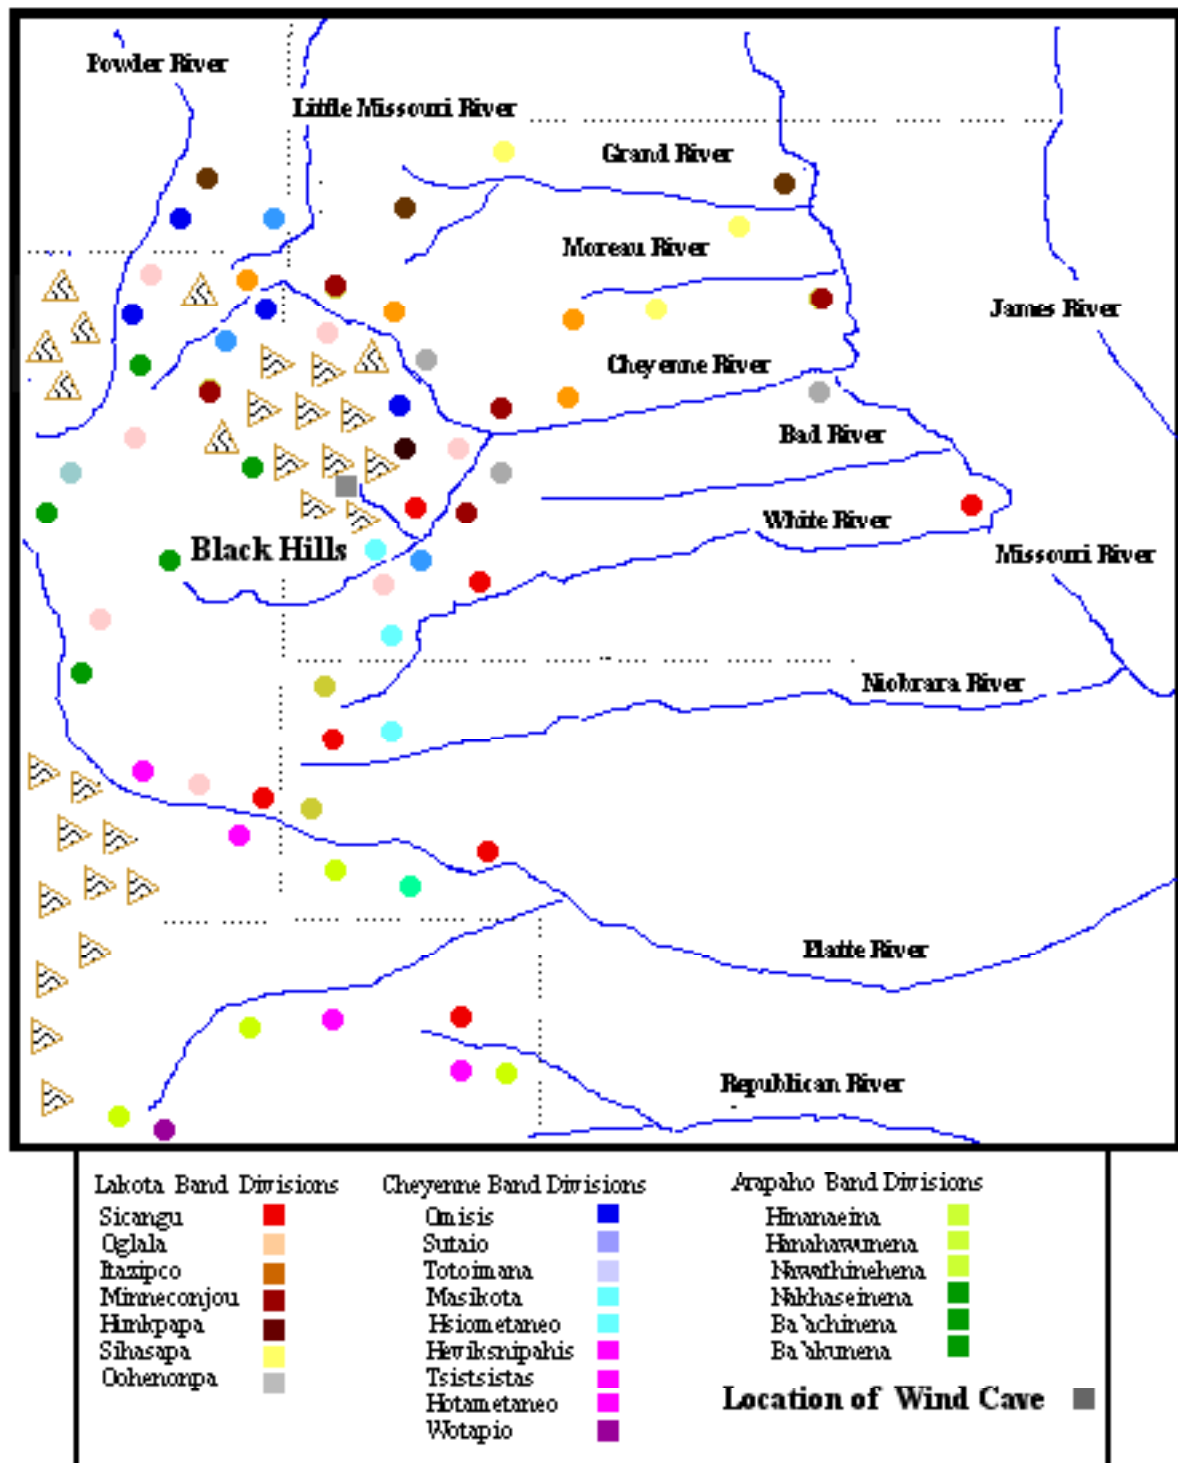 Powder River
Little Missouri River
Grand River
Moreau River
James River
Cheyenne River
Bad River
White River
Black Hills
Missouri River
Niobrara River
Platte River
Republican River
Lakota Band Divisions
Sicangu
Oglala
Itazipco
Minneconjou
Hunkpapa
Sihasapa
Oohenonpa
Cheyenne Band Divisions
Omisis
Sutaio
Totoimana
Masikota
Hsiometaneo
Heviksnipahis
Tsistsistas
Hotametaneo
Wotapio
Arapaho Band Divisions
Hinanaeina
Hanahawunena
Nawathinehena
Nakhaseinena
Ba'achinena
Ba'akunena
Location of Wind Cave